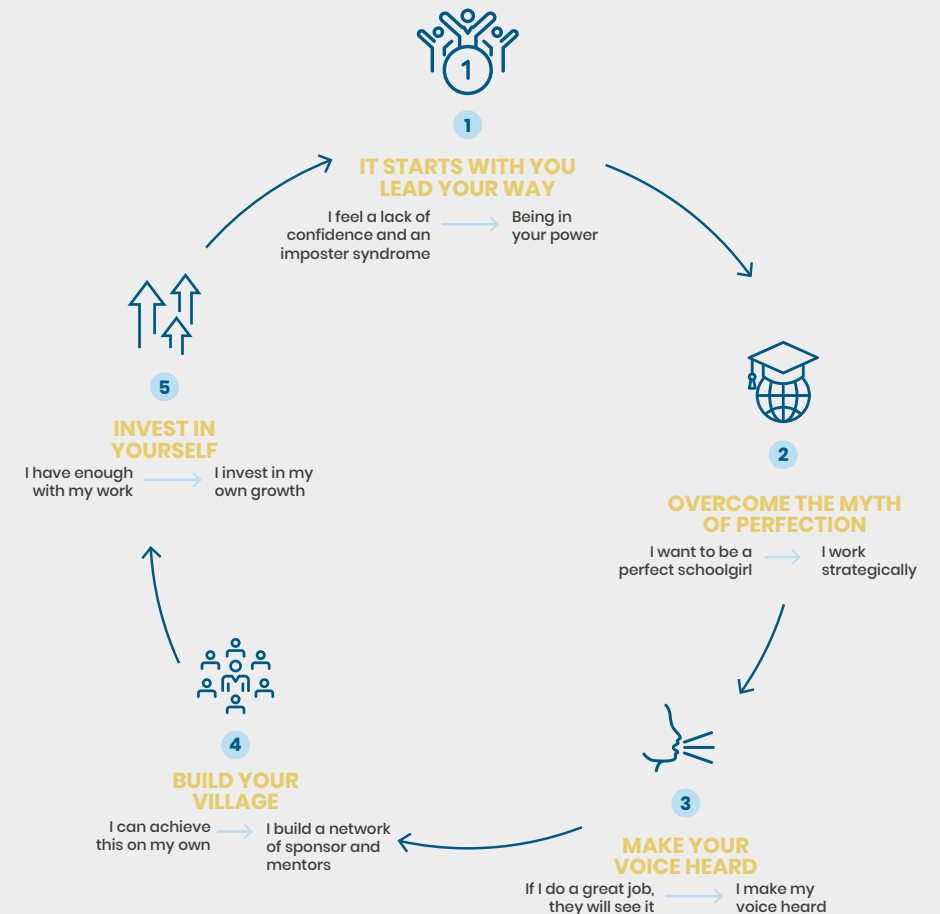 1
1
IT STARTS WITH YOU
LEAD YOUR WAY
I feel a lack of
confidence and an
imposter syndrome
Being in
your power
2
OVERCOME THE MYTH
OF PERFECTION
I want to be a
perfect schoolgirl
I work
strategically
3
MAKE YOUR
VOICE HEARD
If I do a great job,
they will see it
I make my
voice heard
4
BUILD YOUR
VILLAGE
I can achieve
this on my own
I build a network
of sponsor and
mentors
5
INVEST IN
YOURSELF
I have enough
with my work
I invest in my
own growth